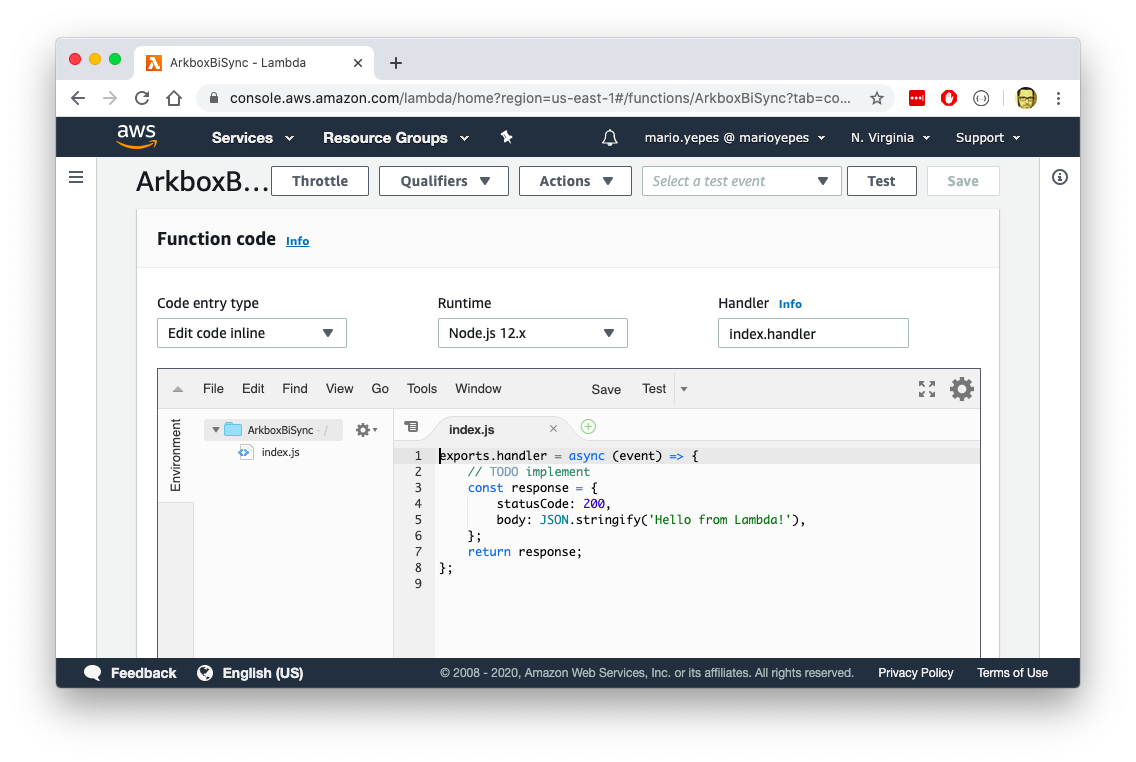 ArkboxBiSync - Lambda
console.aws.amazon.com/lambda/home?region=us-east-1#/functions/ArkboxBiSync?tab=co...
aws Services Resource Groups mario.yepes @ marioyepes N. Virginia Support
ArkboxB... Throttle Qualifiers Actions Select a test event Test Save
Function code Info
Code entry type Runtime Handler Info
Edit code inline Node.js 12.x index.handler
File Edit Find View Go Tools Window Save Test
Environment
ArkboxBiSync - /
index.js
index.js
1 exports.handler = async (event) => {
2     // TODO implement
3     const response = {
4         statusCode: 200,
5         body: JSON.stringify('Hello from Lambda!'),
6     };
7     return response;
8 };
9
Feedback English (US) © 2008 - 2020, Amazon Web Services, Inc. or its affiliates. All rights reserved. Privacy Policy Terms of Use